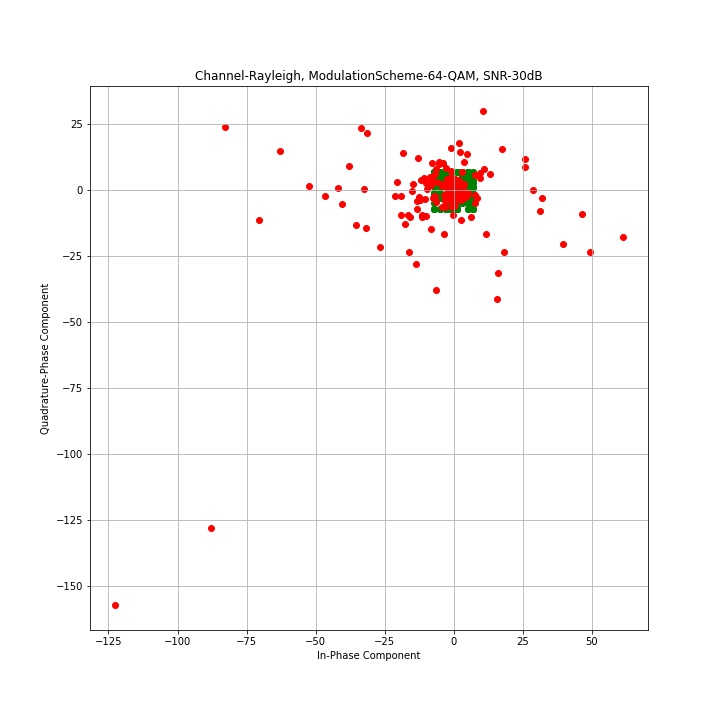 Channel-Rayleigh, ModulationScheme-64-QAM, SNR-30dB
25
0
−25
−50
−75
−100
−125
−150
Quadrature-Phase Component
−125 −100 −75 −50 −25 0 25 50
In-Phase Component